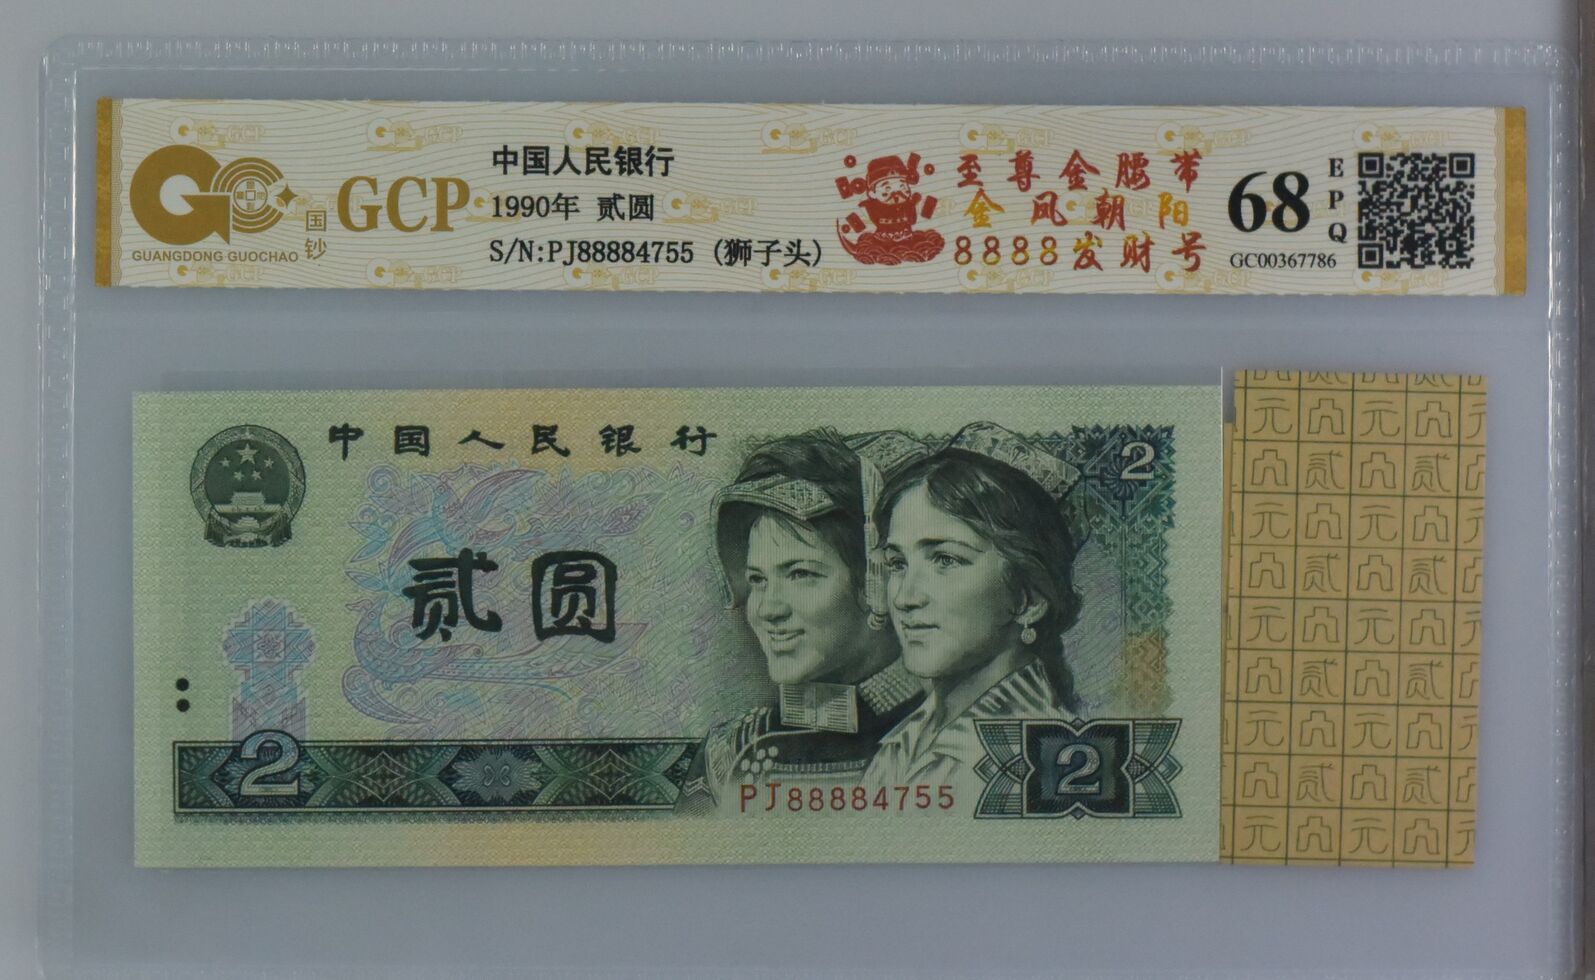 GCP
国钞
GUANGDONG GUOCHAO
中国人民银行
1990年 贰圆
S/N:PJ88884755 (狮子头)
至尊金腰带
金凤朝阳
8888发财号
68
EPQ
GC00367786
中国人民银行
2
贰圆
2
2
PJ88884755